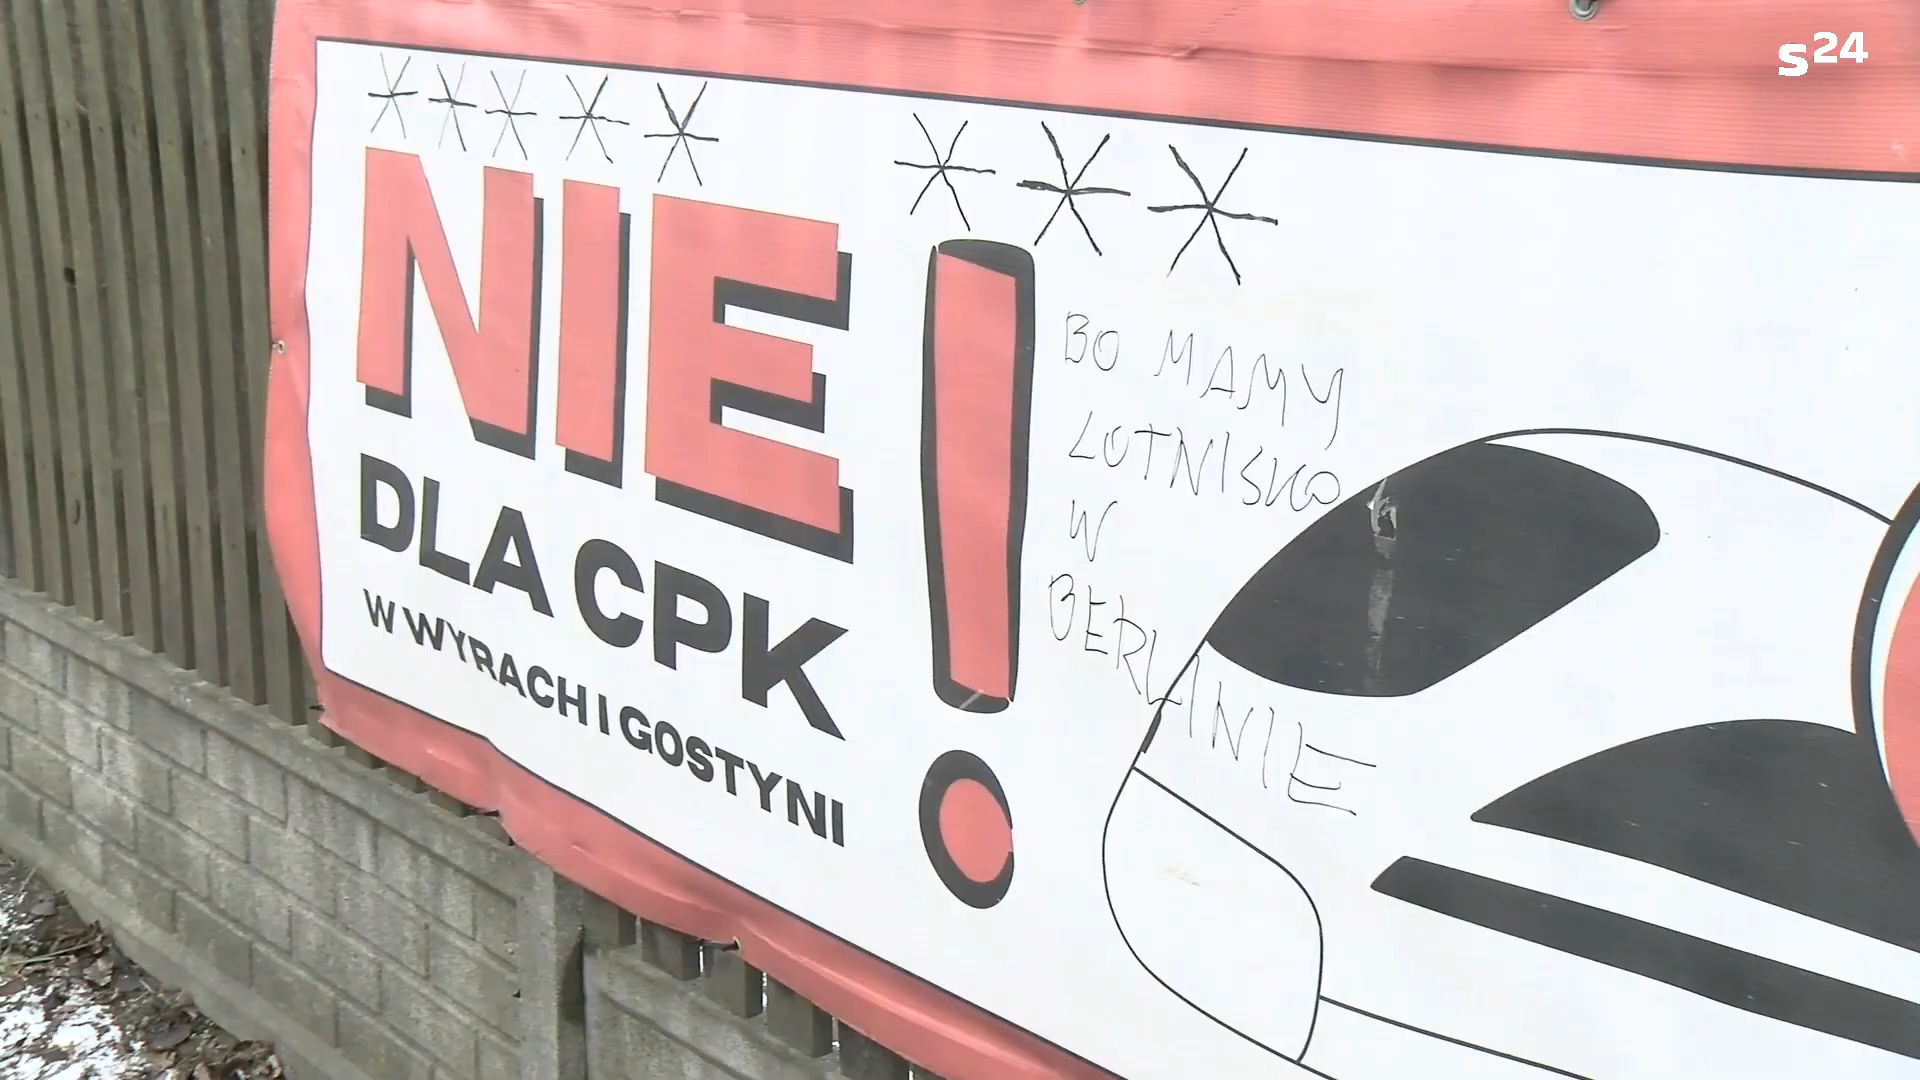 s24
***** ***
NIE!
DLA CPK
W WYRACH I GOSTYNI
BO MAMY
LOTNISKO
W
BERLINIE